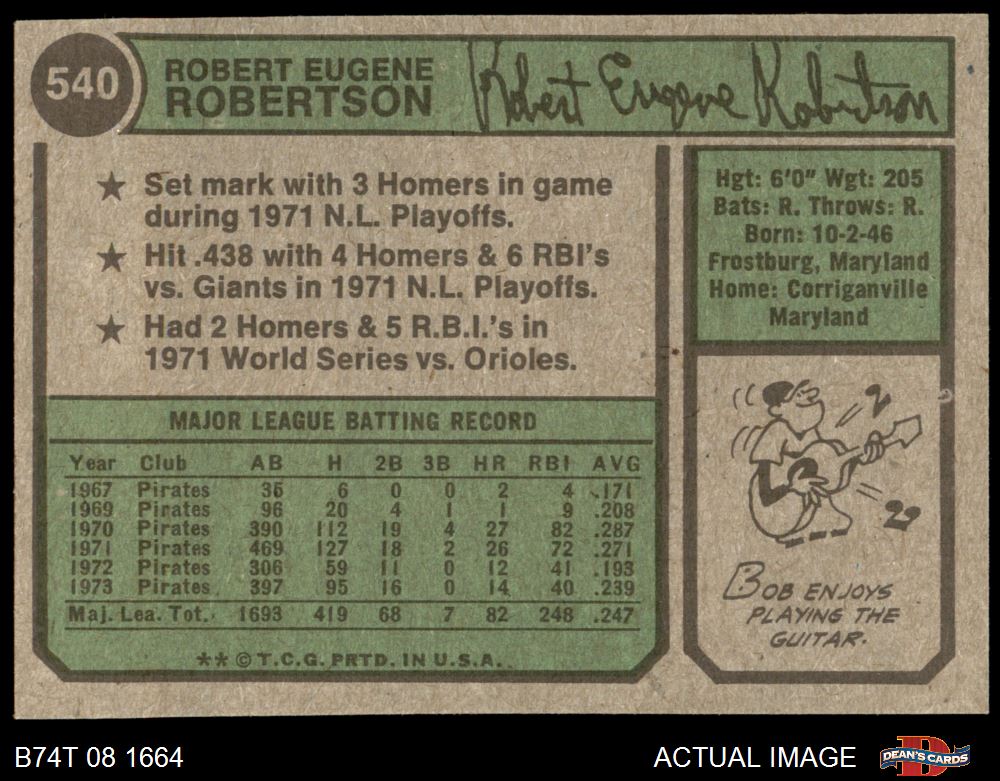 540
ROBERT EUGENE
ROBERTSON
Robert Eugene Robertson
★ Set mark with 3 Homers in game
during 1971 N.L. Playoffs.
★ Hit .438 with 4 Homers & 6 RBI's
vs. Giants in 1971 N.L. Playoffs.
★ Had 2 Homers & 5 R.B.I.'s in
1971 World Series vs. Orioles.
Hgt: 6'0" Wgt: 205
Bats: R. Throws: R.
Born: 10-2-46
Frostburg, Maryland
Home: Corriganville
Maryland
MAJOR LEAGUE BATTING RECORD
Year Club AB H 2B 3B HR RBI AVG
1967 Pirates 35 6 0 0 2 4 .171
1969 Pirates 96 20 4 1 1 9 .208
1970 Pirates 390 112 19 4 27 82 .287
1971 Pirates 469 127 18 2 26 72 .271
1972 Pirates 306 59 11 0 12 41 .193
1973 Pirates 397 95 16 0 14 40 .239
Maj. Lea. Tot. 1693 419 68 7 82 248 .247
** © T.C.G. PRTD. IN U.S.A.
BOB ENJOYS
PLAYING THE
GUITAR.
B74T 08 1664
ACTUAL IMAGE
DEAN'S CARDS